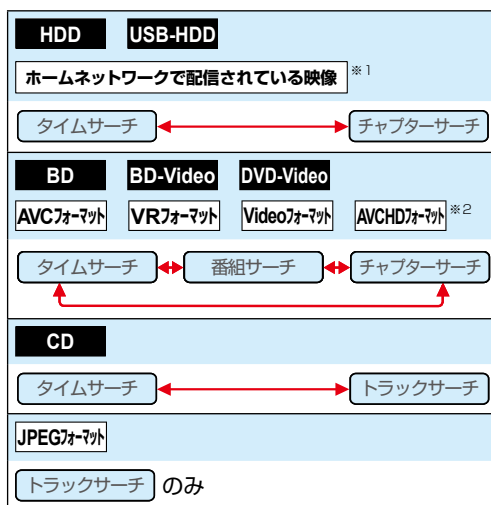 HDD USB-HDD
ホームネットワークで配信されている映像 ※1
タイムサーチ チャプターサーチ
BD BD-Video DVD-Video
AVCフォーマット VRフォーマット Videoフォーマット AVCHDフォーマット ※2
タイムサーチ 番組サーチ チャプターサーチ
CD
タイムサーチ トラックサーチ
JPEGフォーマット
トラックサーチ のみ